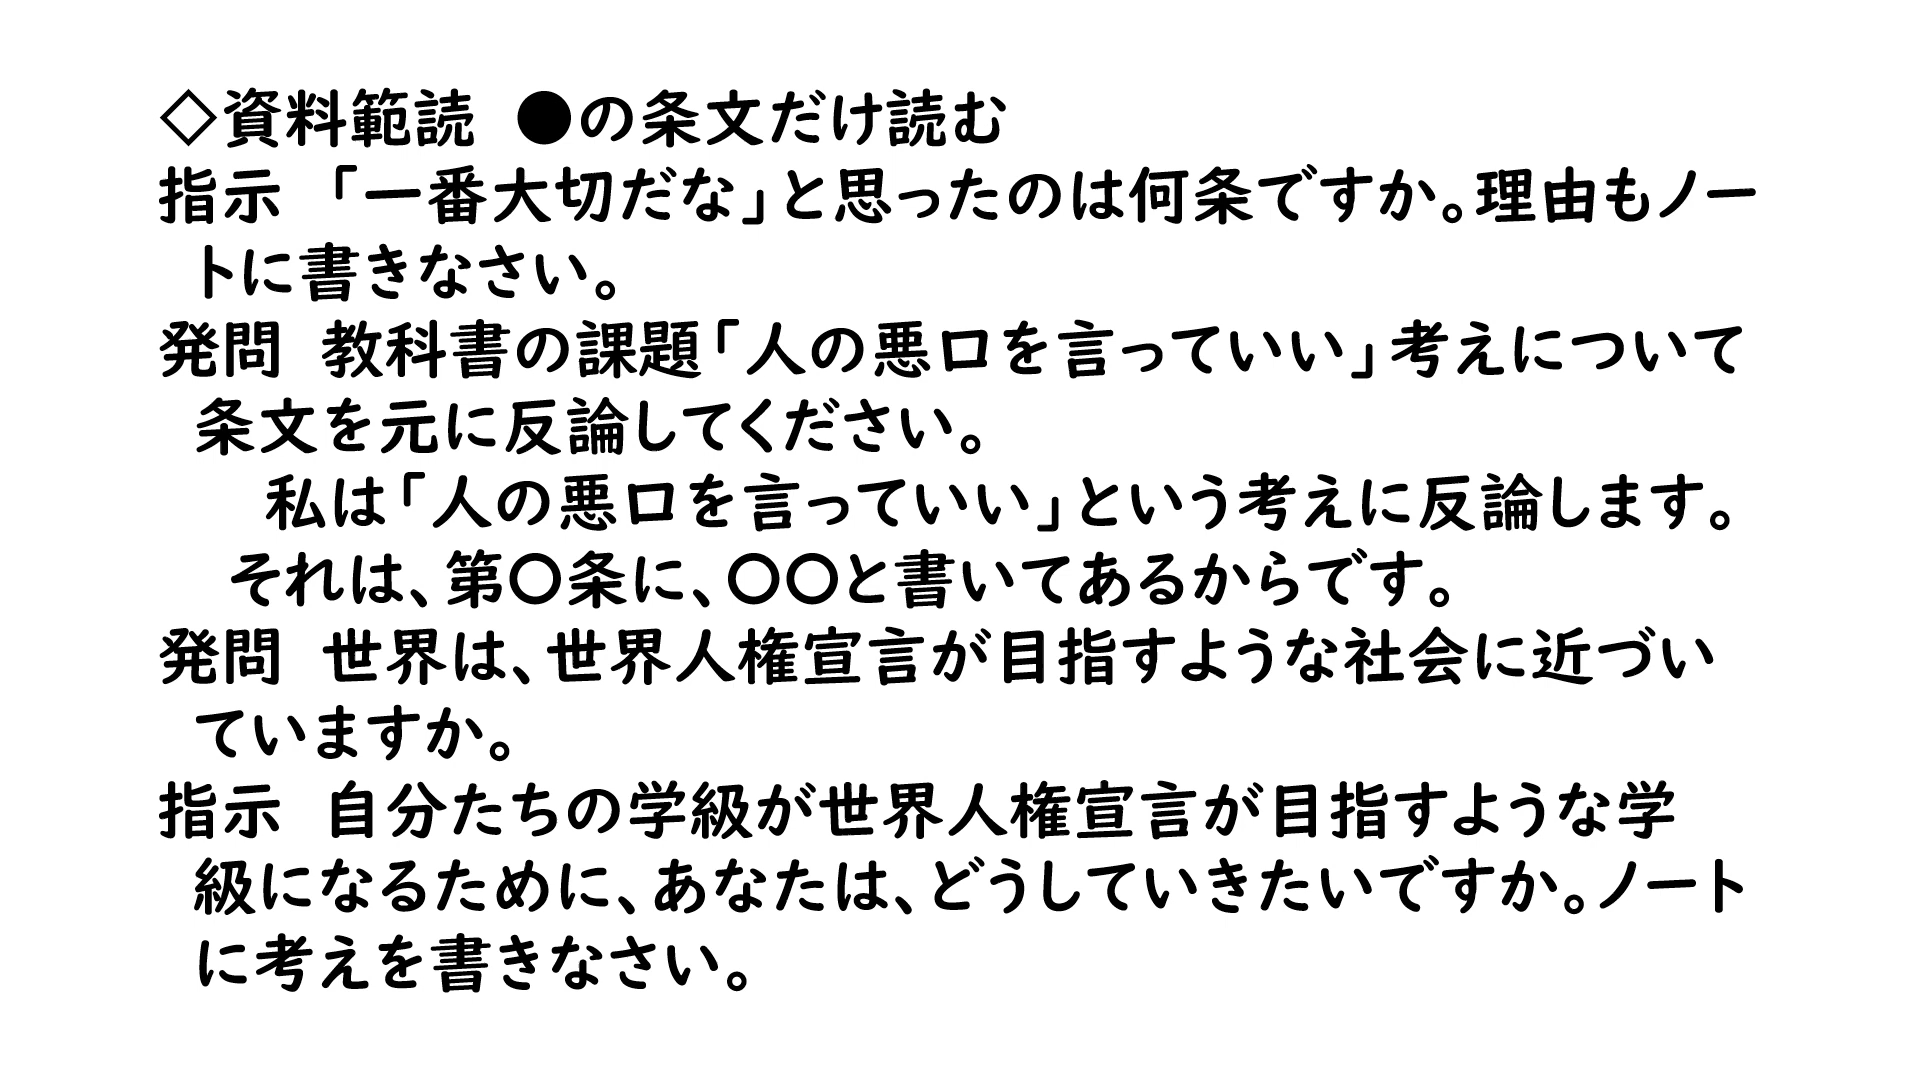 ◇資料範読　●の条文だけ読む
指示　「一番大切だな」と思ったのは何条ですか。理由もノー
トに書きなさい。
発問　教科書の課題「人の悪口を言っていい」考えについて
条文を元に反論してください。
私は「人の悪口を言っていい」という考えに反論します。
それは、第〇条に、〇〇と書いてあるからです。
発問　世界は、世界人権宣言が目指すような社会に近づい
ていますか。
指示　自分たちの学級が世界人権宣言が目指すような学
級になるために、あなたは、どうしていきたいですか。ノート
に考えを書きなさい。